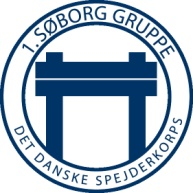 1. SØBORG GRUPPE
DET DANSKE SPEJDERKORPS